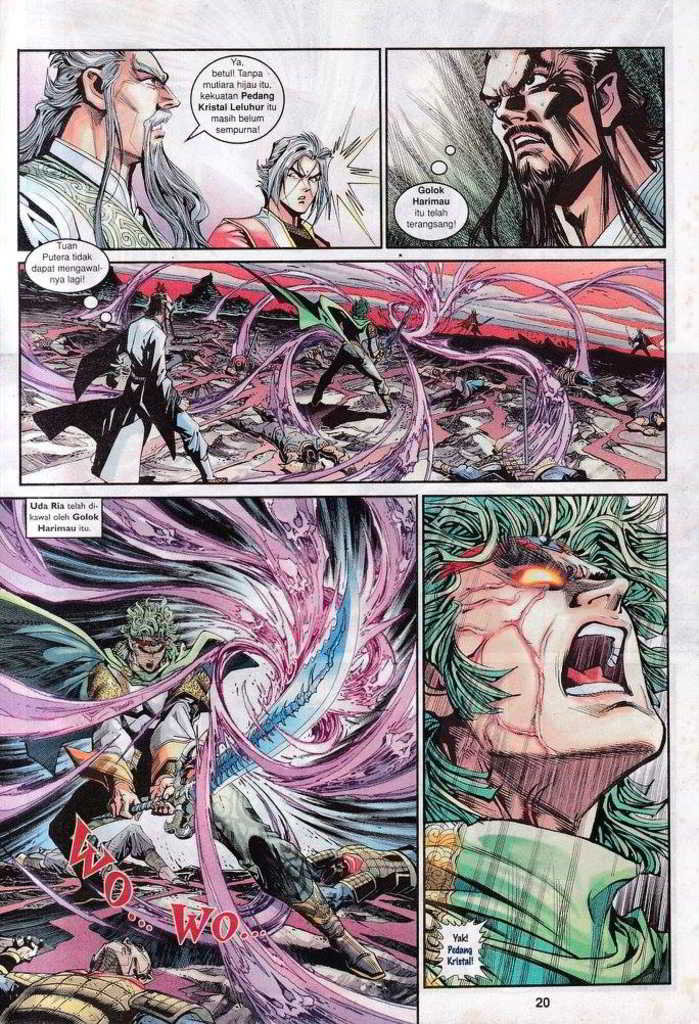 Ya,
betul! Tanpa
mutiara hijau itu,
kekuatan Pedang
Kristal Leluhur itu
masih belum
sempurna!
Golok
Harimau
itu telah
terangsang!
Tuan
Putera tidak
dapat mengawal-
nya lagi!
Uda Ria telah di-
kawal oleh Golok
Harimau itu.
WO... WO...
Yak!
Pedang
Kristal!
20